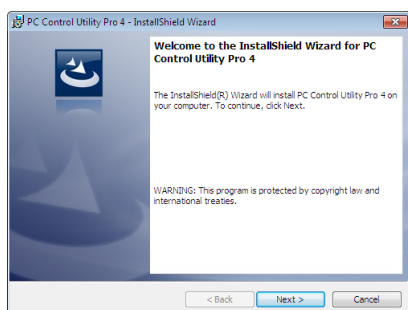 PC Control Utility Pro 4 - InstallShield Wizard
Welcome to the InstallShield Wizard for PC
Control Utility Pro 4
The InstallShield(R) Wizard will install PC Control Utility Pro 4 on
your computer. To continue, click Next.
WARNING: This program is protected by copyright law and
international treaties.
< Back
Next >
Cancel